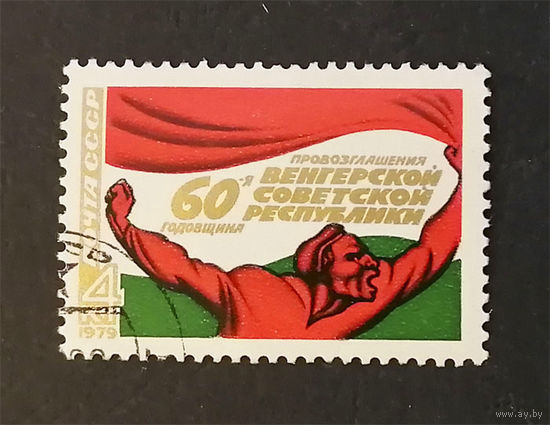 ПОЧТА СССР
4
К
1979
60-я
ГОДОВЩИНА
ПРОВОЗГЛАШЕНИЯ
ВЕНГЕРСКОЙ
СОВЕТСКОЙ
РЕСПУБЛИКИ
© www.ay.by